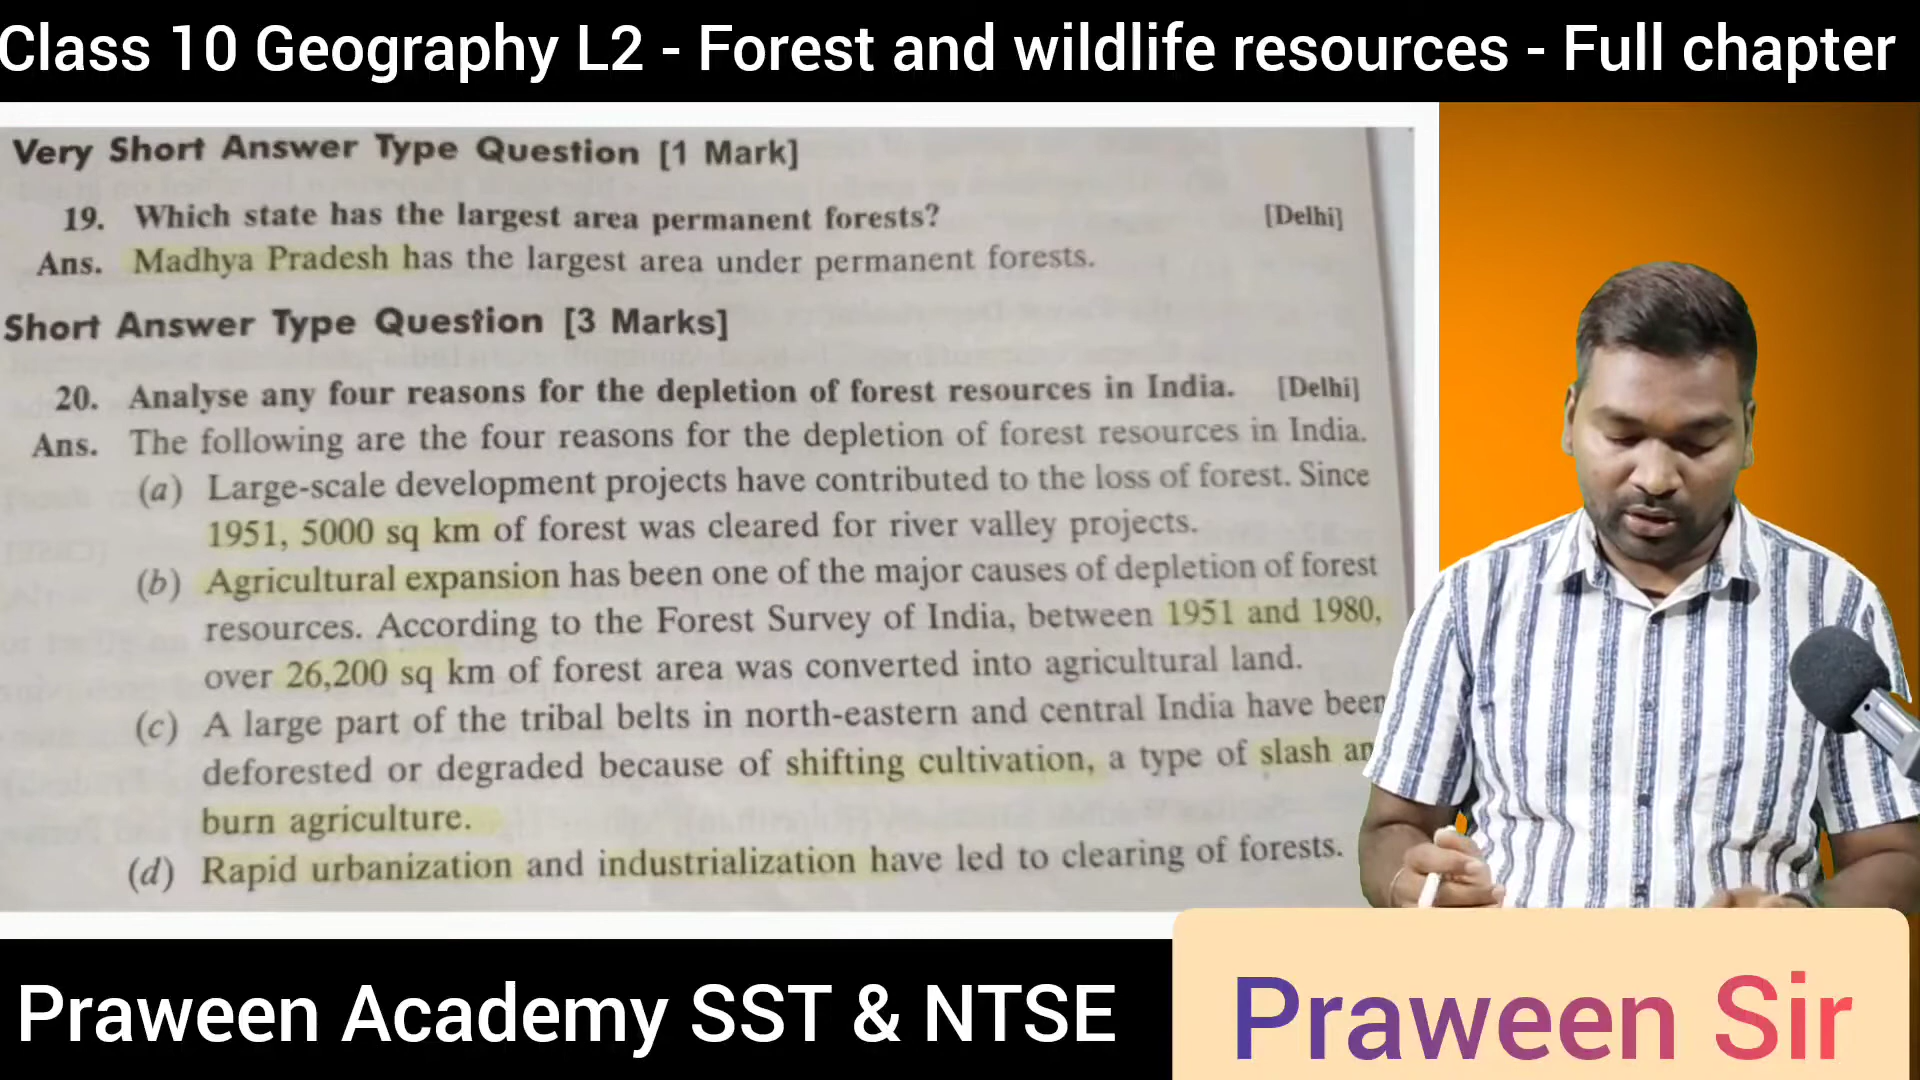 Class 10 Geography L2 - Forest and wildlife resources - Full chapter
Very Short Answer Type Question [1 Mark]
19. Which state has the largest area permanent forests? [Delhi]
Ans. Madhya Pradesh has the largest area under permanent forests.
Short Answer Type Question [3 Marks]
20. Analyse any four reasons for the depletion of forest resources in India. [Delhi]
Ans. The following are the four reasons for the depletion of forest resources in India.
(a) Large-scale development projects have contributed to the loss of forest. Since
1951, 5000 sq km of forest was cleared for river valley projects.
(b) Agricultural expansion has been one of the major causes of depletion of forest
resources. According to the Forest Survey of India, between 1951 and 1980,
over 26,200 sq km of forest area was converted into agricultural land.
(c) A large part of the tribal belts in north-eastern and central India have been
deforested or degraded because of shifting cultivation, a type of slash an
burn agriculture.
(d) Rapid urbanization and industrialization have led to clearing of forests.
Praween Academy SST & NTSE
Praween Sir